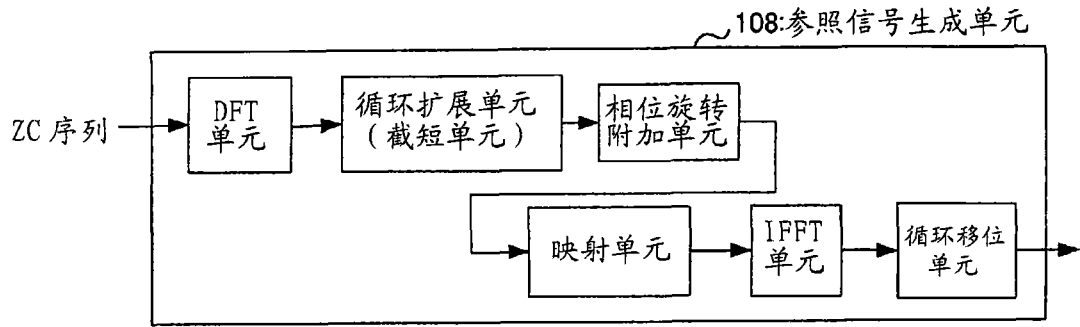 108:参照信号生成单元
ZC 序列
DFT
单元
循环扩展单元
(截短单元)
相位旋转
附加单元
映射单元
IFFT
单元
循环移位
单元